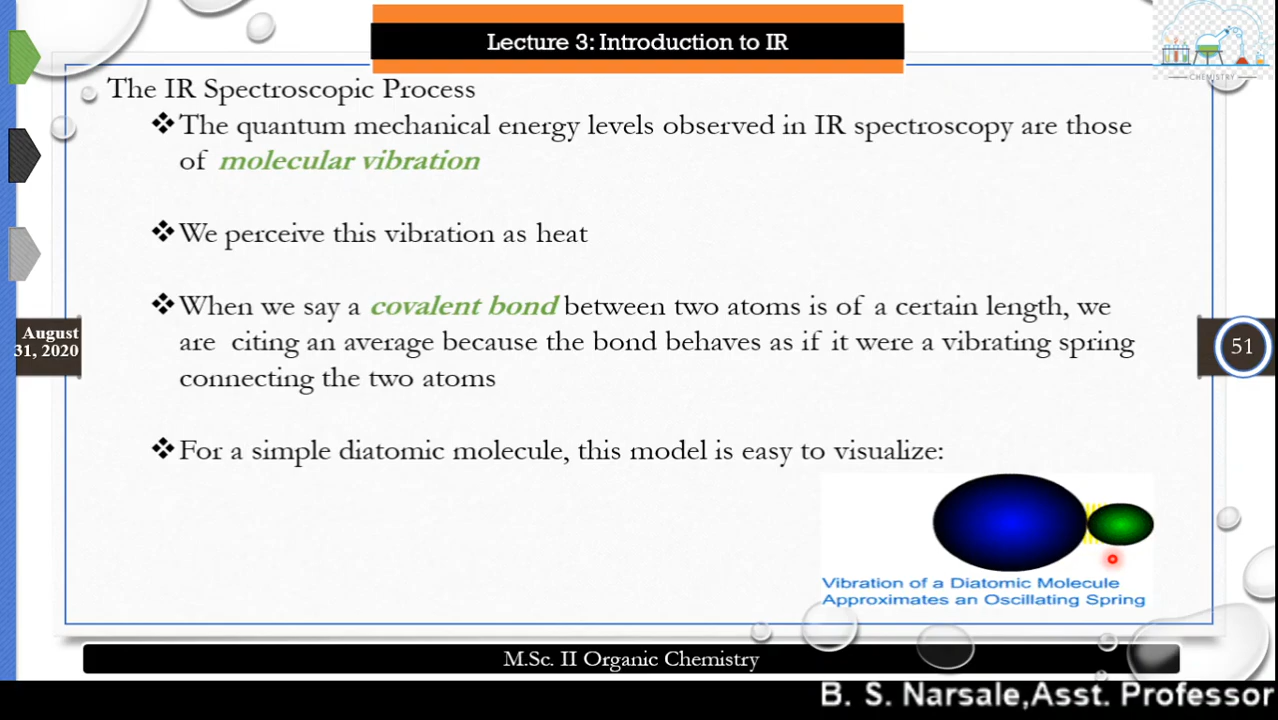 Lecture 3: Introduction to IR
CHEMISTRY
The IR Spectroscopic Process
❖The quantum mechanical energy levels observed in IR spectroscopy are those
of molecular vibration
❖We perceive this vibration as heat
❖When we say a covalent bond between two atoms is of a certain length, we
are citing an average because the bond behaves as if it were a vibrating spring
connecting the two atoms
August
31, 2020
51
❖For a simple diatomic molecule, this model is easy to visualize:
Vibration of a Diatomic Molecule
Approximates an Oscillating Spring
M.Sc. II Organic Chemistry
B. S. Narsale,Asst. Professor